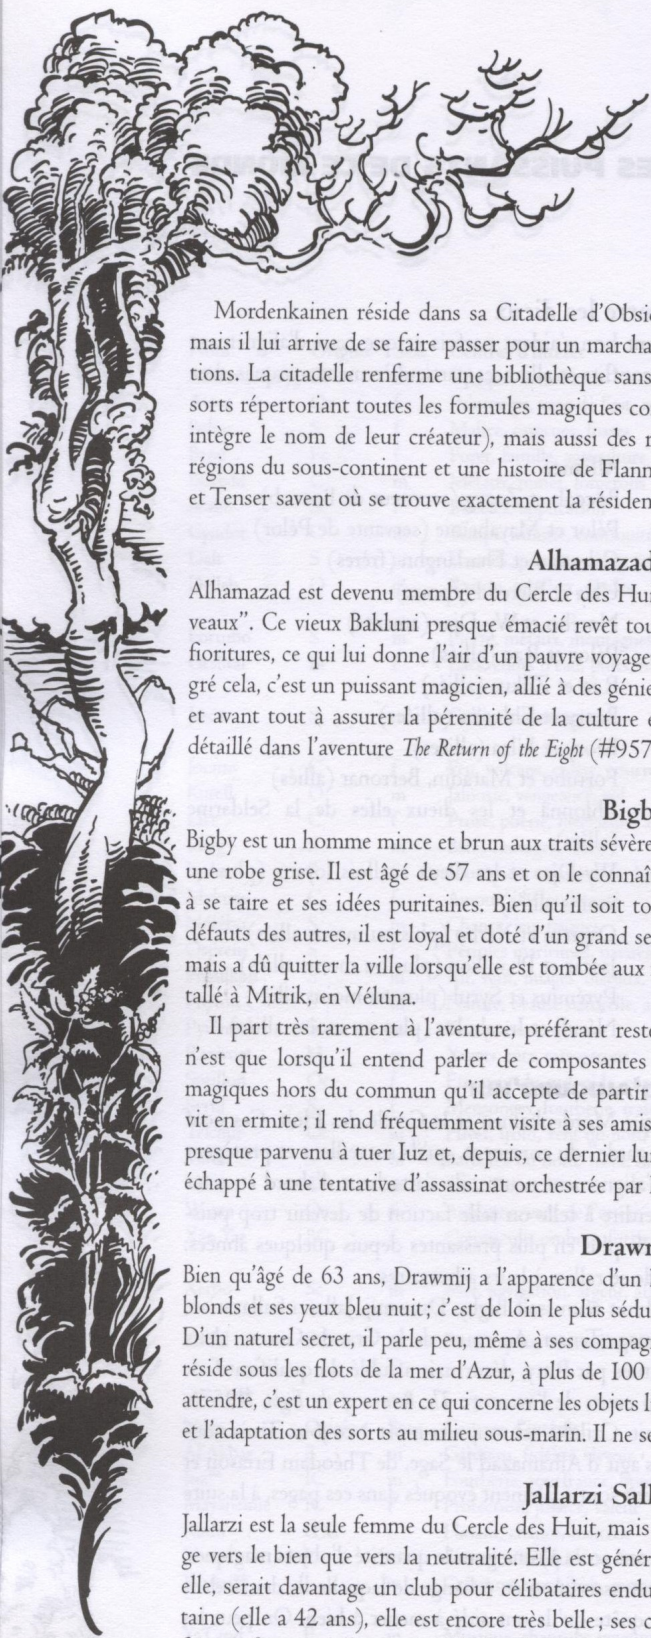 Mordenkainen réside dans sa Citadelle d'Obsid
mais il lui arrive de se faire passer pour un marcha
tions. La citadelle renferme une bibliothèque sans
sorts répertoriant toutes les formules magiques co
intègre le nom de leur créateur), mais aussi des
régions du sous-continent et une histoire de Flann
et Tenser savent où se trouve exactement la résiden
Alhamazad
Alhamazad est devenu membre du Cercle des Hui
veaux". Ce vieux Bakluni presque émacié revêt tou
fioritures, ce qui lui donne l'air d'un pauvre voyage
gré cela, c'est un puissant magicien, allié à des génie
et avant tout à assurer la pérennité de la culture
détaillé dans l'aventure The Return of the Eight (#957
Bigb
Bigby est un homme mince et brun aux traits sévère
une robe grise. Il est âgé de 57 ans et on le connaî
à se taire et ses idées puritaines. Bien qu'il soit to
défauts des autres, il est loyal et doté d'un grand se
mais a dû quitter la ville lorsqu'elle est tombée aux
tallé à Mitrik, en Véluna.
Il part très rarement à l'aventure, préférant reste
n'est que lorsqu'il entend parler de composantes
magiques hors du commun qu'il accepte de partir
vit en ermite ; il rend fréquemment visite à ses amis
presque parvenu à tuer Iuz et, depuis, ce dernier lu
échappé à une tentative d'assassinat orchestrée par
Drawm
Bien qu'âgé de 63 ans, Drawmij a l'apparence d'un
blonds et ses yeux bleu nuit ; c'est de loin le plus sédu
D'un naturel secret, il parle peu, même à ses compag
réside sous les flots de la mer d'Azur, à plus de 100
attendre, c'est un expert en ce qui concerne les objets li
et l'adaptation des sorts au milieu sous-marin. Il ne se
Jallarzi Sall
Jallarzi est la seule femme du Cercle des Huit, mais
ge vers le bien que vers la neutralité. Elle est génér
elle, serait davantage un club pour célibataires endu
taine (elle a 42 ans), elle est encore très belle ; ses c